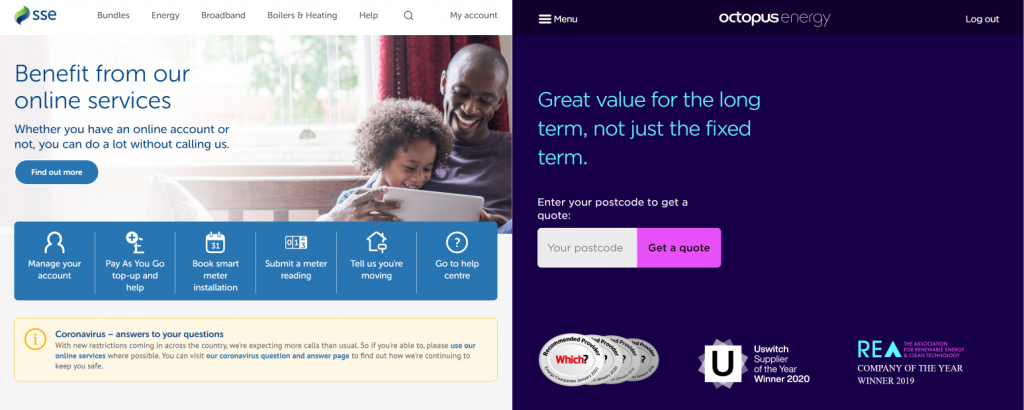 sse
Bundles Energy Broadband Boilers & Heating Help My account
Benefit from our
online services
Whether you have an online account or
not, you can do a lot without calling us.
Find out more
Manage your
account
Pay As You Go
top-up and
help
31
Book smart
meter
installation
Submit a meter
reading
Tell us you're
moving
?
Go to help
centre
i
Coronavirus – answers to your questions
With new restrictions coming in across the country, we're expecting more calls than usual. So if you're able to, please use our
online services where possible. You can visit our coronavirus question and answer page to find out how we're continuing to
keep you safe.
Menu
octopusenergy
Log out
Great value for the long
term, not just the fixed
term.
Enter your postcode to get a
quote:
Your postcode
Get a quote
Recommended Provider
Which?
Energy Companies January 2021
U
Uswitch
Supplier
of the Year
Winner 2020
REA
THE ASSOCIATION
FOR RENEWABLE ENERGY
& CLEAN TECHNOLOGY
COMPANY OF THE YEAR
WINNER 2019